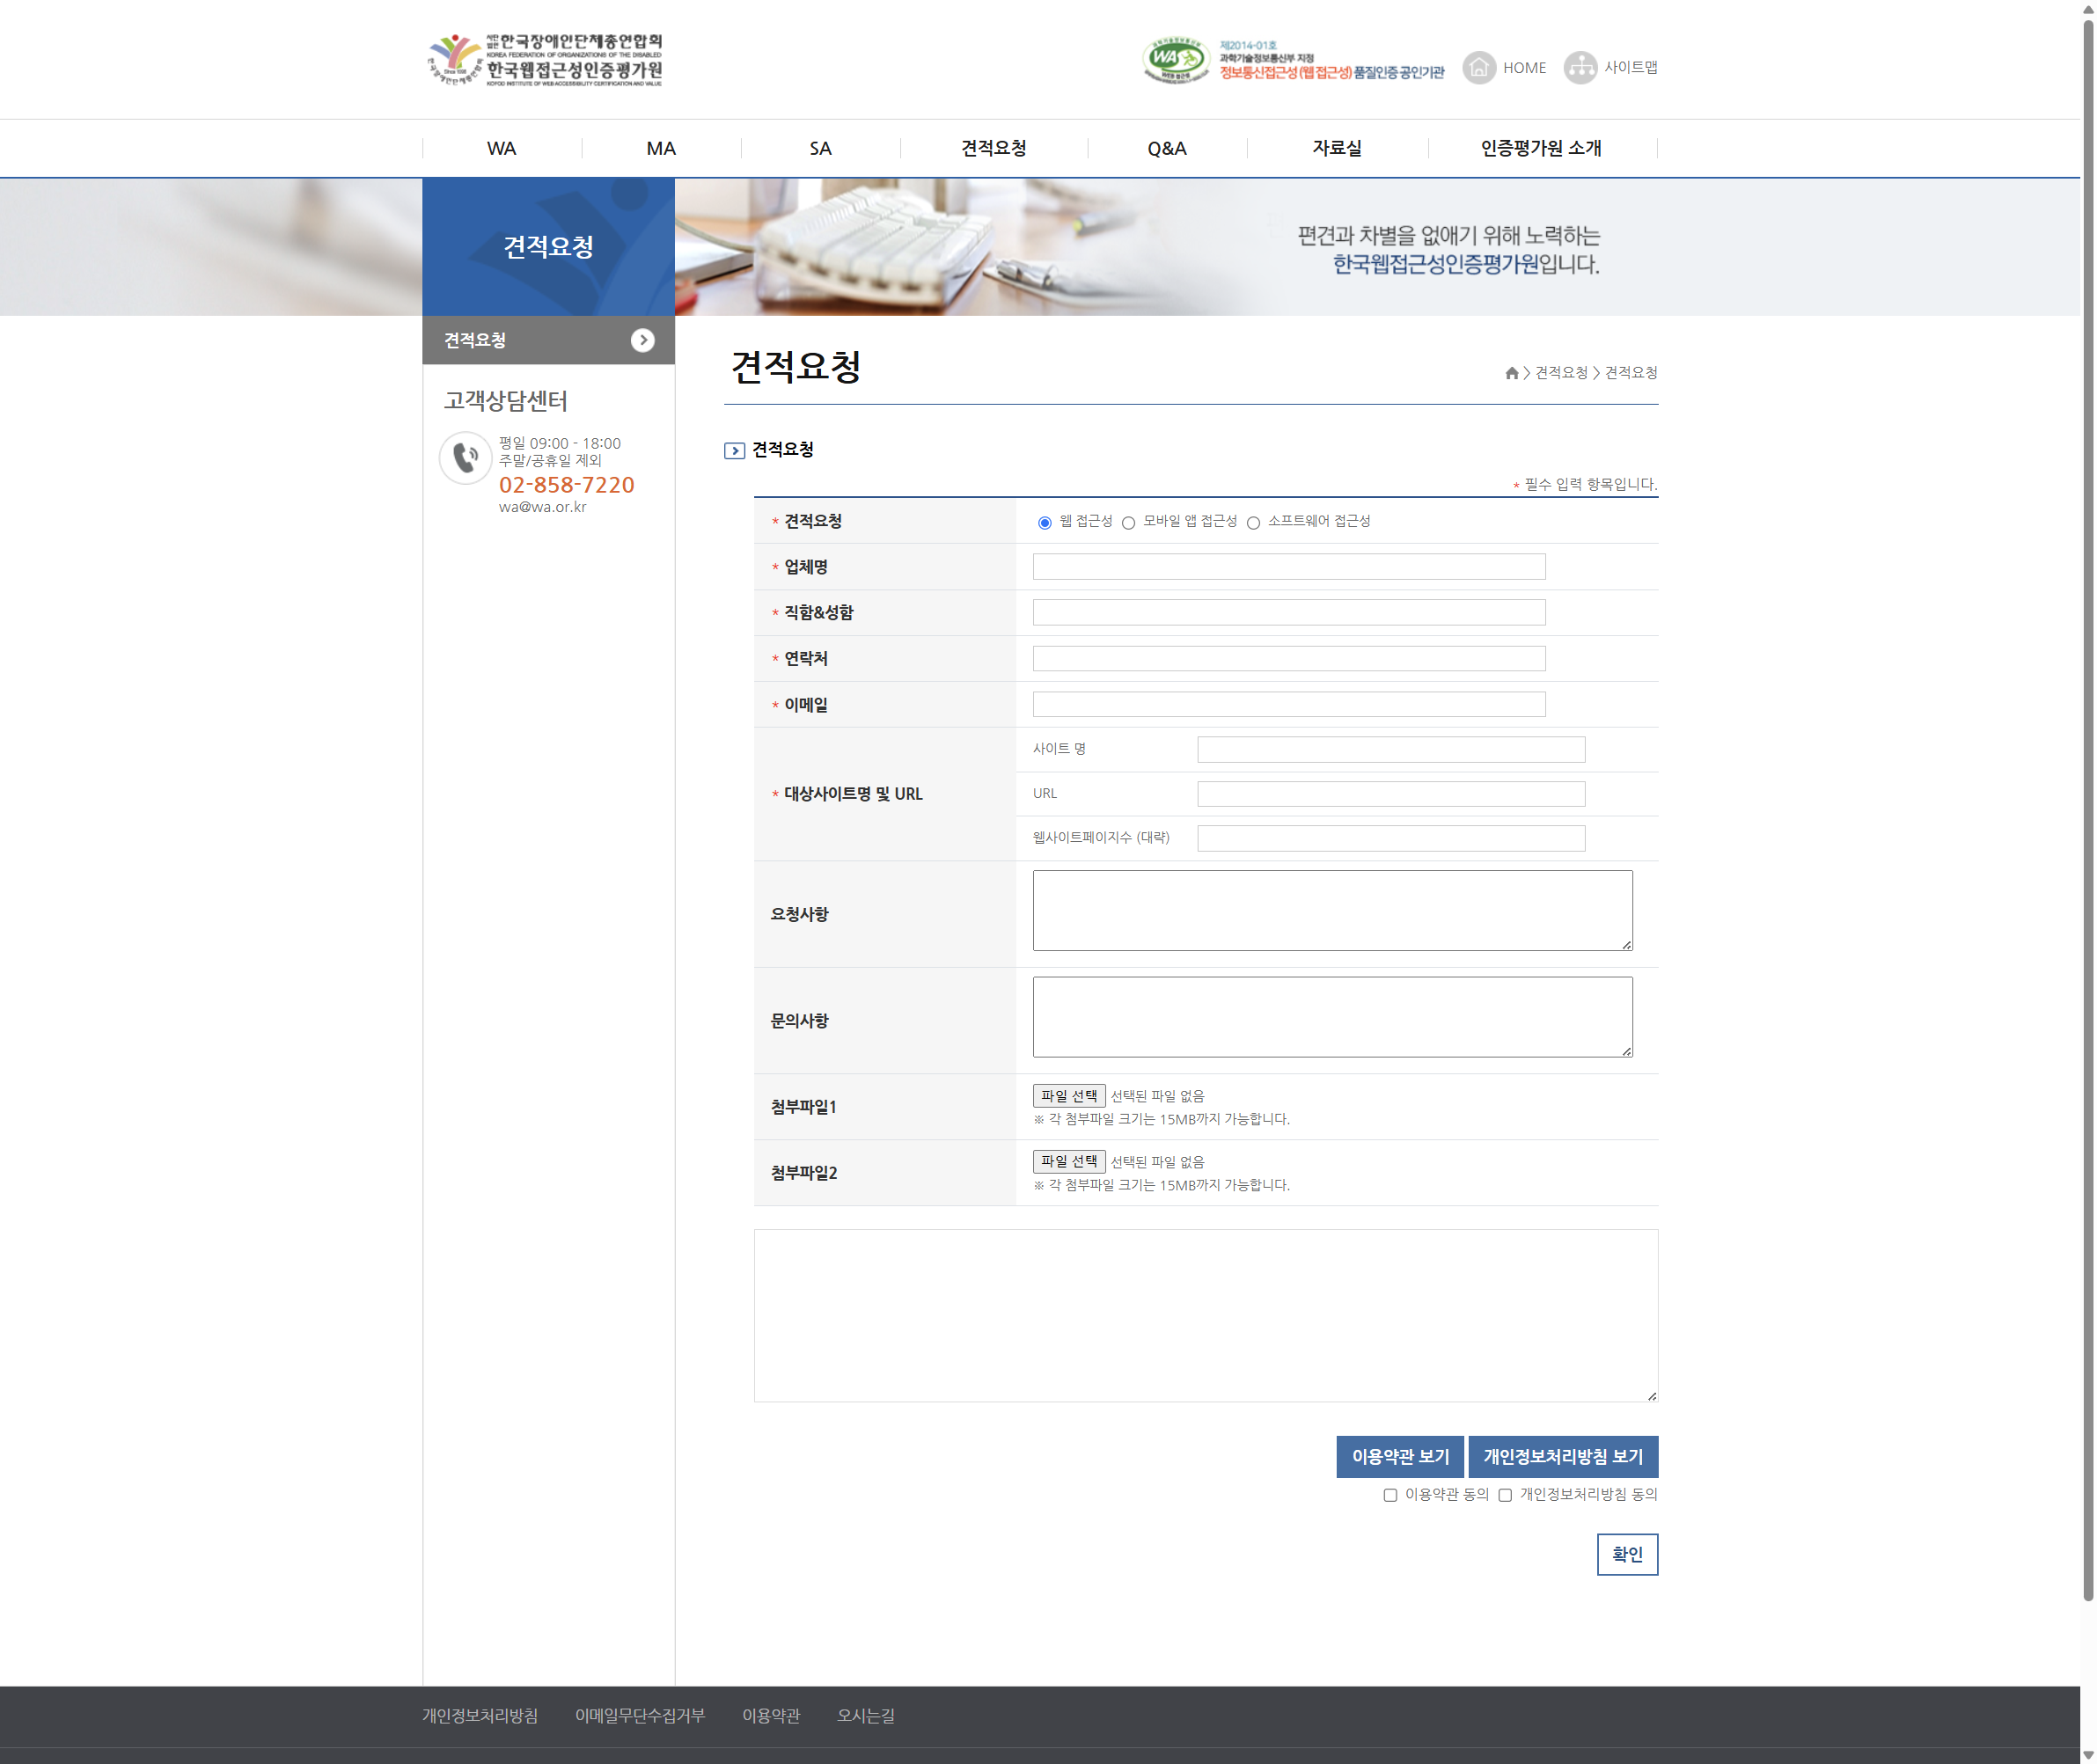 사단법인 한국장애인단체총연합회
KOREA FEDERATION OF ORGANIZATIONS OF THE DISABLED
한국웹접근성인증평가원
KOFOD INSTITUTE OF WEB ACCESSIBILITY CERTIFICATION AND VALUE
Since 1998
WA
WEB 접근성
제2014-01호
과학기술정보통신부 지정
정보통신접근성(웹 접근성) 품질인증 공인기관
HOME
사이트맵
WA
MA
SA
견적요청
Q&A
자료실
인증평가원 소개
견적요청
편견과 차별을 없애기 위해 노력하는
한국웹접근성인증평가원입니다.
견적요청
고객상담센터
평일 09:00 - 18:00
주말/공휴일 제외
02-858-7220
wa@wa.or.kr
견적요청
> 견적요청 > 견적요청
견적요청
* 필수 입력 항목입니다.
* 견적요청
웹 접근성 모바일 앱 접근성 소프트웨어 접근성
* 업체명
* 직함&성함
* 연락처
* 이메일
* 대상사이트명 및 URL
사이트 명
URL
웹사이트페이지수 (대략)
요청사항
문의사항
첨부파일1
파일 선택 선택된 파일 없음
※ 각 첨부파일 크기는 15MB까지 가능합니다.
첨부파일2
파일 선택 선택된 파일 없음
※ 각 첨부파일 크기는 15MB까지 가능합니다.
이용약관 보기
개인정보처리방침 보기
이용약관 동의 개인정보처리방침 동의
확인
개인정보처리방침
이메일무단수집거부
이용약관
오시는길